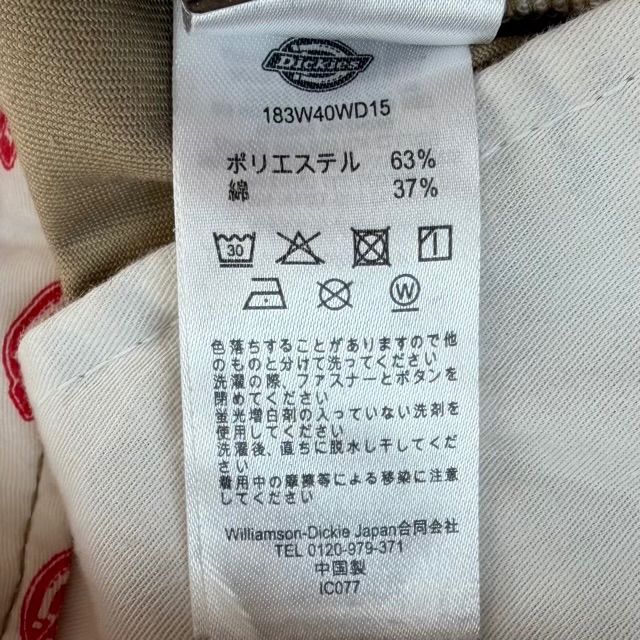 Dickies
183W40WD15
ポリエステル 63%
綿 37%
30
W
色落ちすることがありますので他
のものと分けて洗ってください
洗濯の際、ファスナーとボタンを
閉めてください
蛍光増白剤の入っていない洗剤を
使用してください
洗濯後、直ちに脱水し干してくだ
さい
着用中の摩擦等による移染に注意
してください
Williamson-Dickie Japan合同会社
TEL 0120-979-371
中国製
IC077